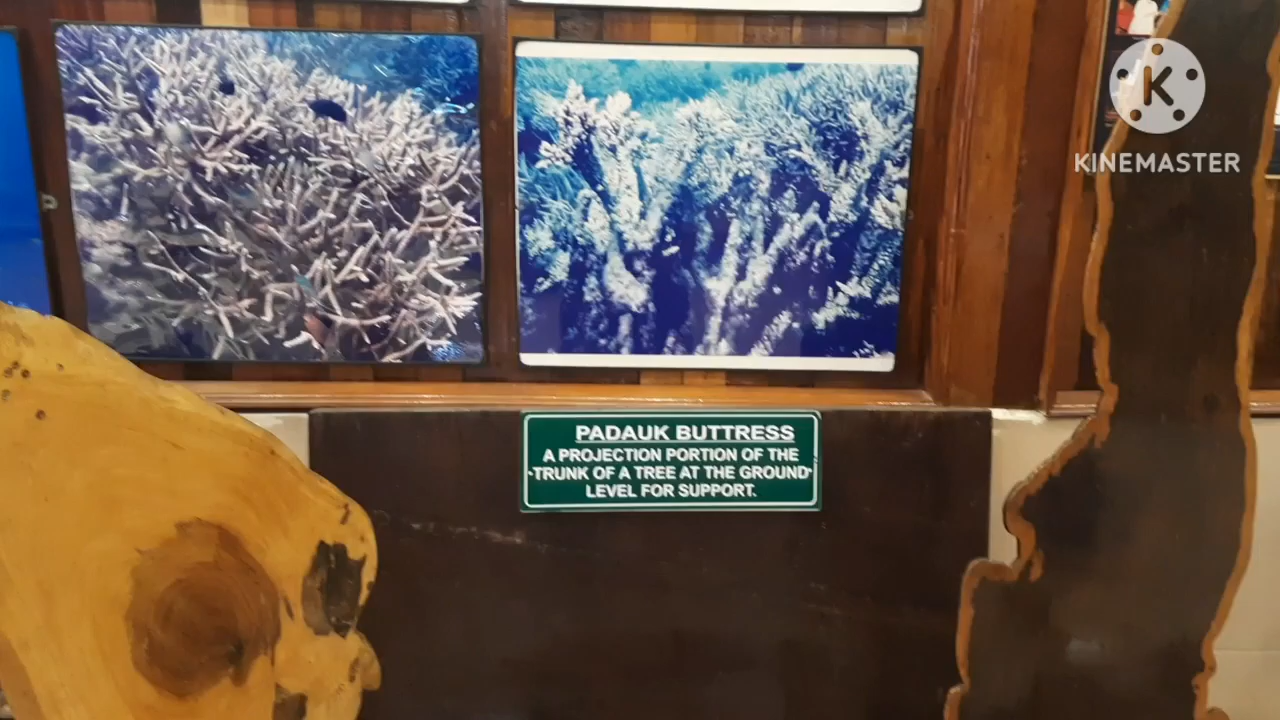 KINEMASTER
PADAUK BUTTRESS
A PROJECTION PORTION OF THE
TRUNK OF A TREE AT THE GROUND
LEVEL FOR SUPPORT.